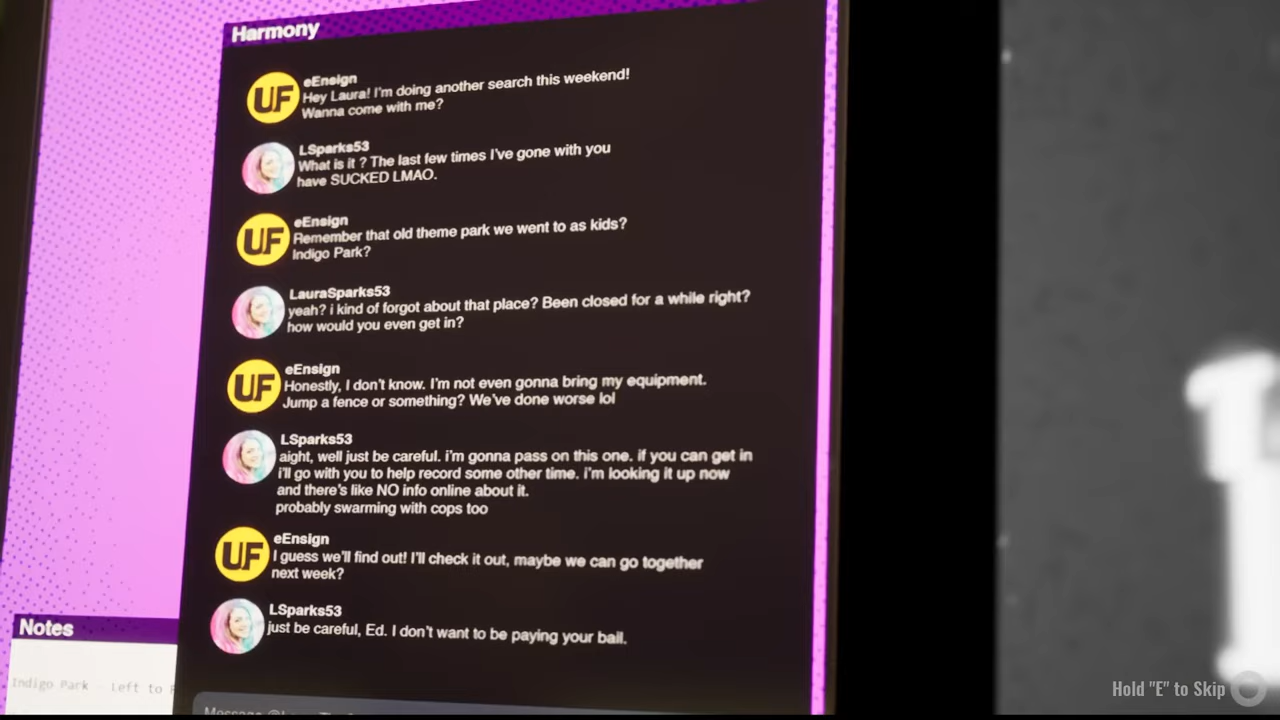 Harmony
UF
eEnsign
Hey Laura! I'm doing another search this weekend!
Wanna come with me?
LSparks53
What is it ? The last few times I've gone with you
have SUCKED LMAO.
UF
eEnsign
Remember that old theme park we went to as kids?
Indigo Park?
LauraSparks53
yeah? i kind of forgot about that place? Been closed for a while right?
how would you even get in?
UF
eEnsign
Honestly, I don't know. I'm not even gonna bring my equipment.
Jump a fence or something? We've done worse lol
LSparks53
aight, well just be careful. i'm gonna pass on this one. if you can get in
i'll go with you to help record some other time. i'm looking it up now
and there's like NO info online about it.
probably swarming with cops too
UF
eEnsign
I guess we'll find out! I'll check it out, maybe we can go together
next week?
LSparks53
just be careful, Ed. I don't want to be paying your bail.
Notes
Indigo Park - Left to
Message
Hold "E" to Skip